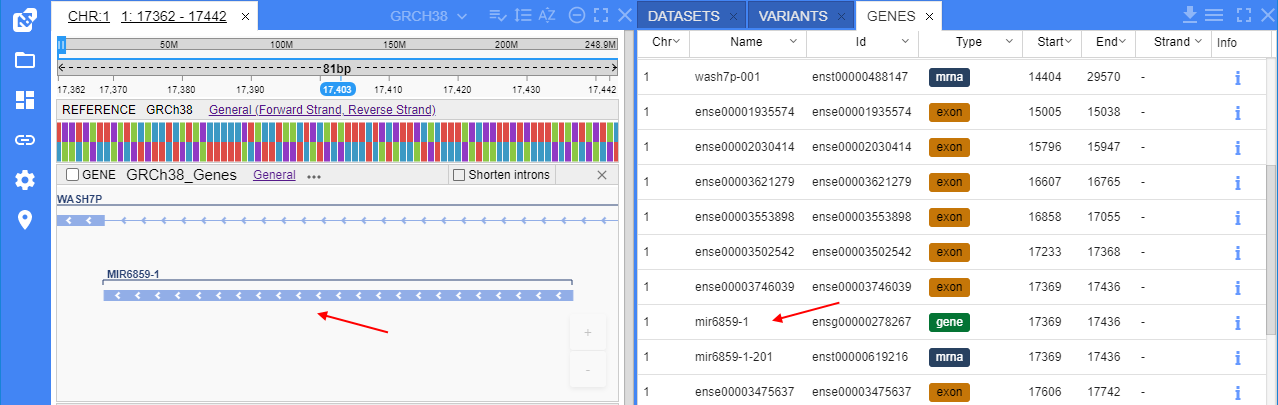 CHR:1 1: 17362 - 17442
GRCH38
50M 100M 150M 200M 248.9M
81bp
17,362 17,370 17,380 17,390 17,403 17,410 17,420 17,430 17,442
REFERENCE GRCh38 General (Forward Strand, Reverse Strand)
GENE GRCh38_Genes General ••• Shorten introns
WASH7P
MIR6859-1
+
-
DATASETS VARIANTS GENES
Chr Name Id Type Start End Strand Info
1 wash7p-001 enst00000488147 mrna 14404 29570 -
1 ense00001935574 ense00001935574 exon 15005 15038 -
1 ense00002030414 ense00002030414 exon 15796 15947 -
1 ense00003621279 ense00003621279 exon 16607 16765 -
1 ense00003553898 ense00003553898 exon 16858 17055 -
1 ense00003502542 ense00003502542 exon 17233 17368 -
1 ense00003746039 ense00003746039 exon 17369 17436 -
1 mir6859-1 ensg00000278267 gene 17369 17436 -
1 mir6859-1-201 enst00000619216 mrna 17369 17436 -
1 ense00003475637 ense00003475637 exon 17606 17742 -